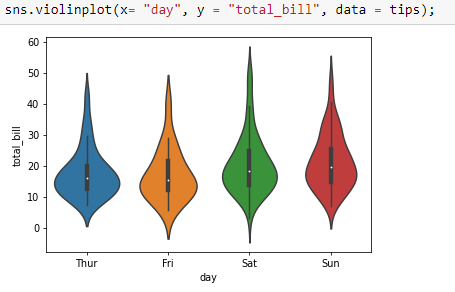 sns.violinplot(x= "day", y = "total_bill", data = tips);
60
50
40
30
20
10
0
total_bill
Thur Fri Sat Sun
day